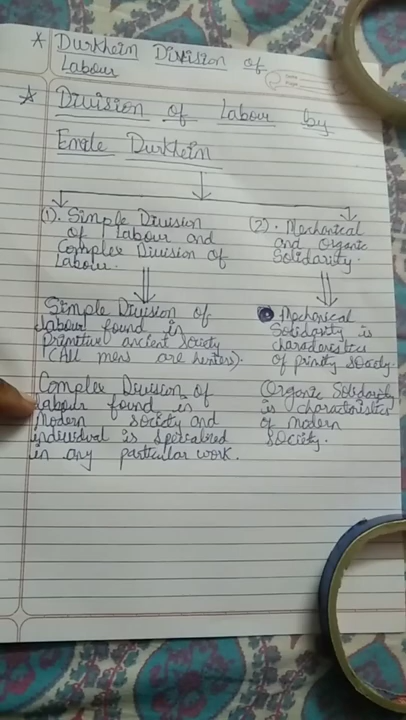 * Durkheim Division of
Labour
* Division of Labour by
Emile Durkheim
(1). Simple Division
of Labour and
Complex Division of
Labour.
(2). Mechanical
and Organic
Solidarity.
Simple Division of
labour found in
Primitive ancient society
(All mens are hunters).
Mechanical
Solidarity is
characteristics
of primity society.
Complex Division of
labour found in
Modern society and
individual is specialized
in any particular work.
Organic Solidarity
is characteristics
of modern
society.